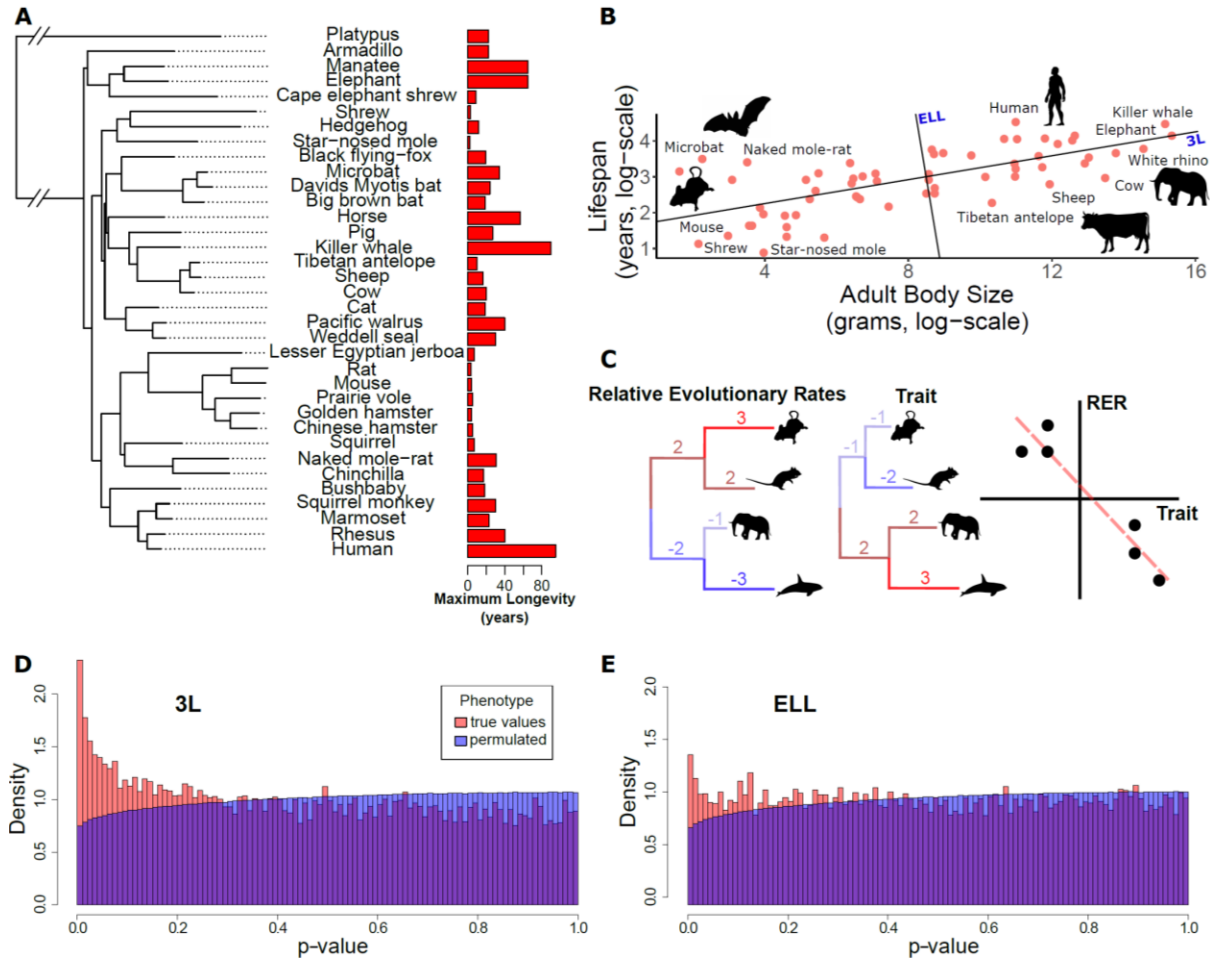 A
Platypus
Armadillo
Manatee
Elephant
Cape elephant shrew
Shrew
Hedgehog
Star−nosed mole
Black flying−fox
Microbat
Davids Myotis bat
Big brown bat
Horse
Pig
Killer whale
Tibetan antelope
Sheep
Cow
Cat
Pacific walrus
Weddell seal
Lesser Egyptian jerboa
Rat
Mouse
Prairie vole
Golden hamster
Chinese hamster
Squirrel
Naked mole−rat
Chinchilla
Bushbaby
Squirrel monkey
Marmoset
Rhesus
Human
0 40 80
Maximum Longevity
(years)
B
Lifespan
(years, log−scale)
4
3
2
1
ELL
3L
Human
Killer whale
Elephant
Microbat
Naked mole-rat
White rhino
Cow
Sheep
Tibetan antelope
Mouse
Shrew
Star-nosed mole
4 8 12 16
Adult Body Size
(grams, log−scale)
C
Relative Evolutionary Rates
3
2
2
-1
-2
-3
Trait
-1
-1
-2
2
2
3
RER
Trait
D
3L
Phenotype
true values
permulated
Density
2.0
1.5
1.0
0.5
0.0
0.0 0.2 0.4 0.6 0.8 1.0
p−value
E
ELL
Density
2.0
1.5
1.0
0.5
0.0
0.0 0.2 0.4 0.6 0.8 1.0
p−value